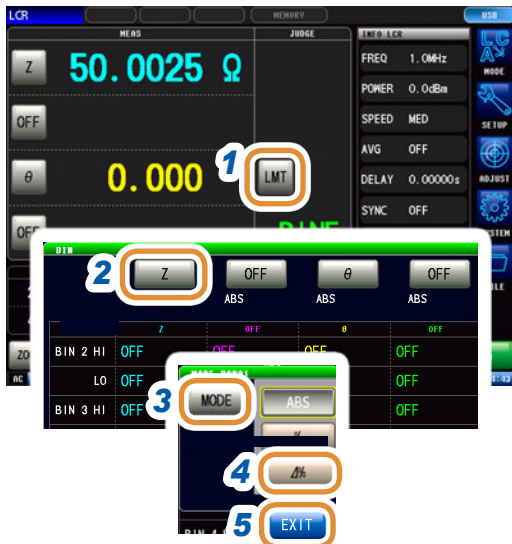 LCR
MEMORY
USB
MEAS
JUDGE
INFO LCR
Z
50.0025 Ω
FREQ 1.0MHz
MODE
POWER 0.0dBm
OFF
SPEED MED
SETUP
AVG OFF
1
θ
0.000
LMT
DELAY 0.00000s
ADJUST
SYNC OFF
BIN
2
Z
OFF
θ
OFF
ABS
ABS
ABS
Z OFF θ OFF
BIN 2 HI OFF OFF OFF OFF
LO OFF OFF
BIN 3 HI OFF OFF
3
MODE
ABS
4
Δ%
5
EXIT
AC
1:43